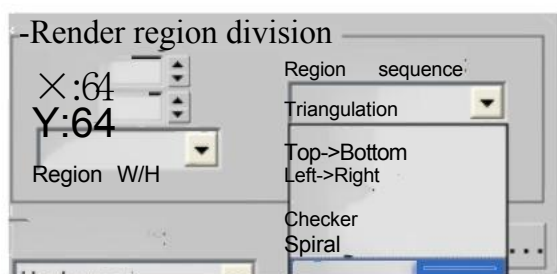 -Render region division
×:64
Y:64
Region W/H
Region sequence:
Triangulation
Top->Bottom
Left->Right
Checker
Spiral
...